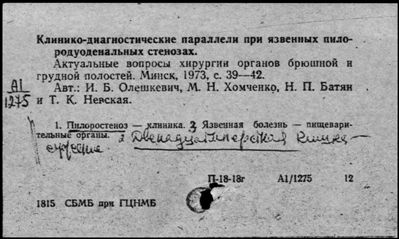 Клинико-диагностические параллели при язвенных пило-
родуоденальных стенозах.
Актуальные вопросы хирургии органов брюшной и
грудной полостей. Минск, 1973, с. 39—42.
А1
1275
Авт.: И. Б. Олешкевич, М. Н. Хомченко, Н. П. Батян
и Т. К. Невская.
1. Пилоростеноз — клиника. 3. Язвенная болезнь — пищевари-
тельные органы. 2 Двенадцатиперстная кишка-
сужение
П-18-18г А1/1275 12
1815 СБМБ при ГЦНМБ